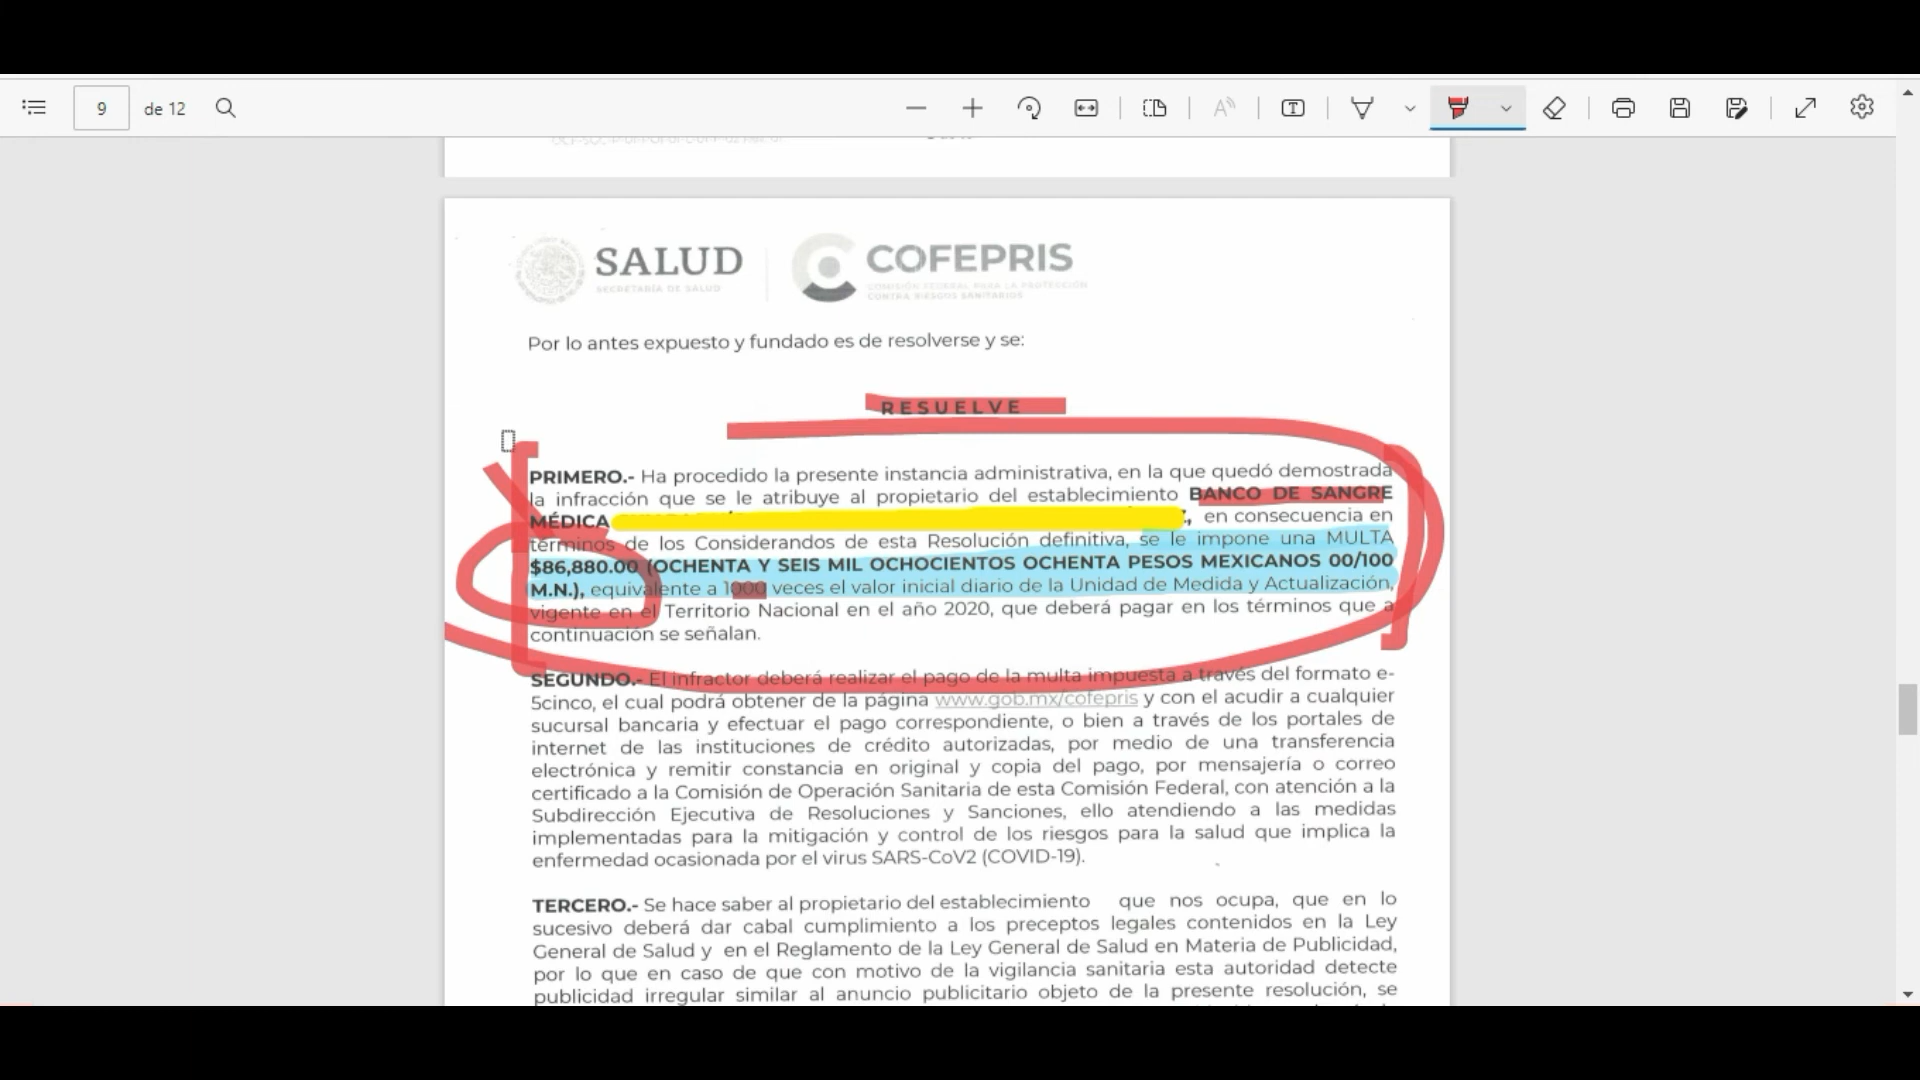 9 de 12
SALUD
SECRETARÍA DE SALUD
COFEPRIS
COMISIÓN FEDERAL PARA LA PROTECCIÓN
CONTRA RIESGOS SANITARIOS
Por lo antes expuesto y fundado es de resolverse y se:
RESUELVE
PRIMERO.- Ha procedido la presente instancia administrativa, en la que quedó demostrada
la infracción que se le atribuye al propietario del establecimiento BANCO DE SANGRE
MÉDICA , en consecuencia en
términos de los Considerandos de esta Resolución definitiva, se le impone una MULTA
$86,880.00 (OCHENTA Y SEIS MIL OCHOCIENTOS OCHENTA PESOS MEXICANOS 00/100
M.N.), equivalente a 1000 veces el valor inicial diario de la Unidad de Medida y Actualización,
vigente en el Territorio Nacional en el año 2020, que deberá pagar en los términos que a
continuación se señalan.
SEGUNDO.- El infractor deberá realizar el pago de la multa impuesta a través del formato e-
5cinco, el cual podrá obtener de la página www.gob.mx/cofepris y con el acudir a cualquier
sucursal bancaria y efectuar el pago correspondiente, o bien a través de los portales de
internet de las instituciones de crédito autorizadas, por medio de una transferencia
electrónica y remitir constancia en original y copia del pago, por mensajería o correo
certificado a la Comisión de Operación Sanitaria de esta Comisión Federal, con atención a la
Subdirección Ejecutiva de Resoluciones y Sanciones, ello atendiendo a las medidas
implementadas para la mitigación y control de los riesgos para la salud que implica la
enfermedad ocasionada por el virus SARS-CoV2 (COVID-19).
TERCERO.- Se hace saber al propietario del establecimiento que nos ocupa, que en lo
sucesivo deberá dar cabal cumplimiento a los preceptos legales contenidos en la Ley
General de Salud y en el Reglamento de la Ley General de Salud en Materia de Publicidad,
por lo que en caso de que con motivo de la vigilancia sanitaria esta autoridad detecte
publicidad irregular similar al anuncio publicitario objeto de la presente resolución, se